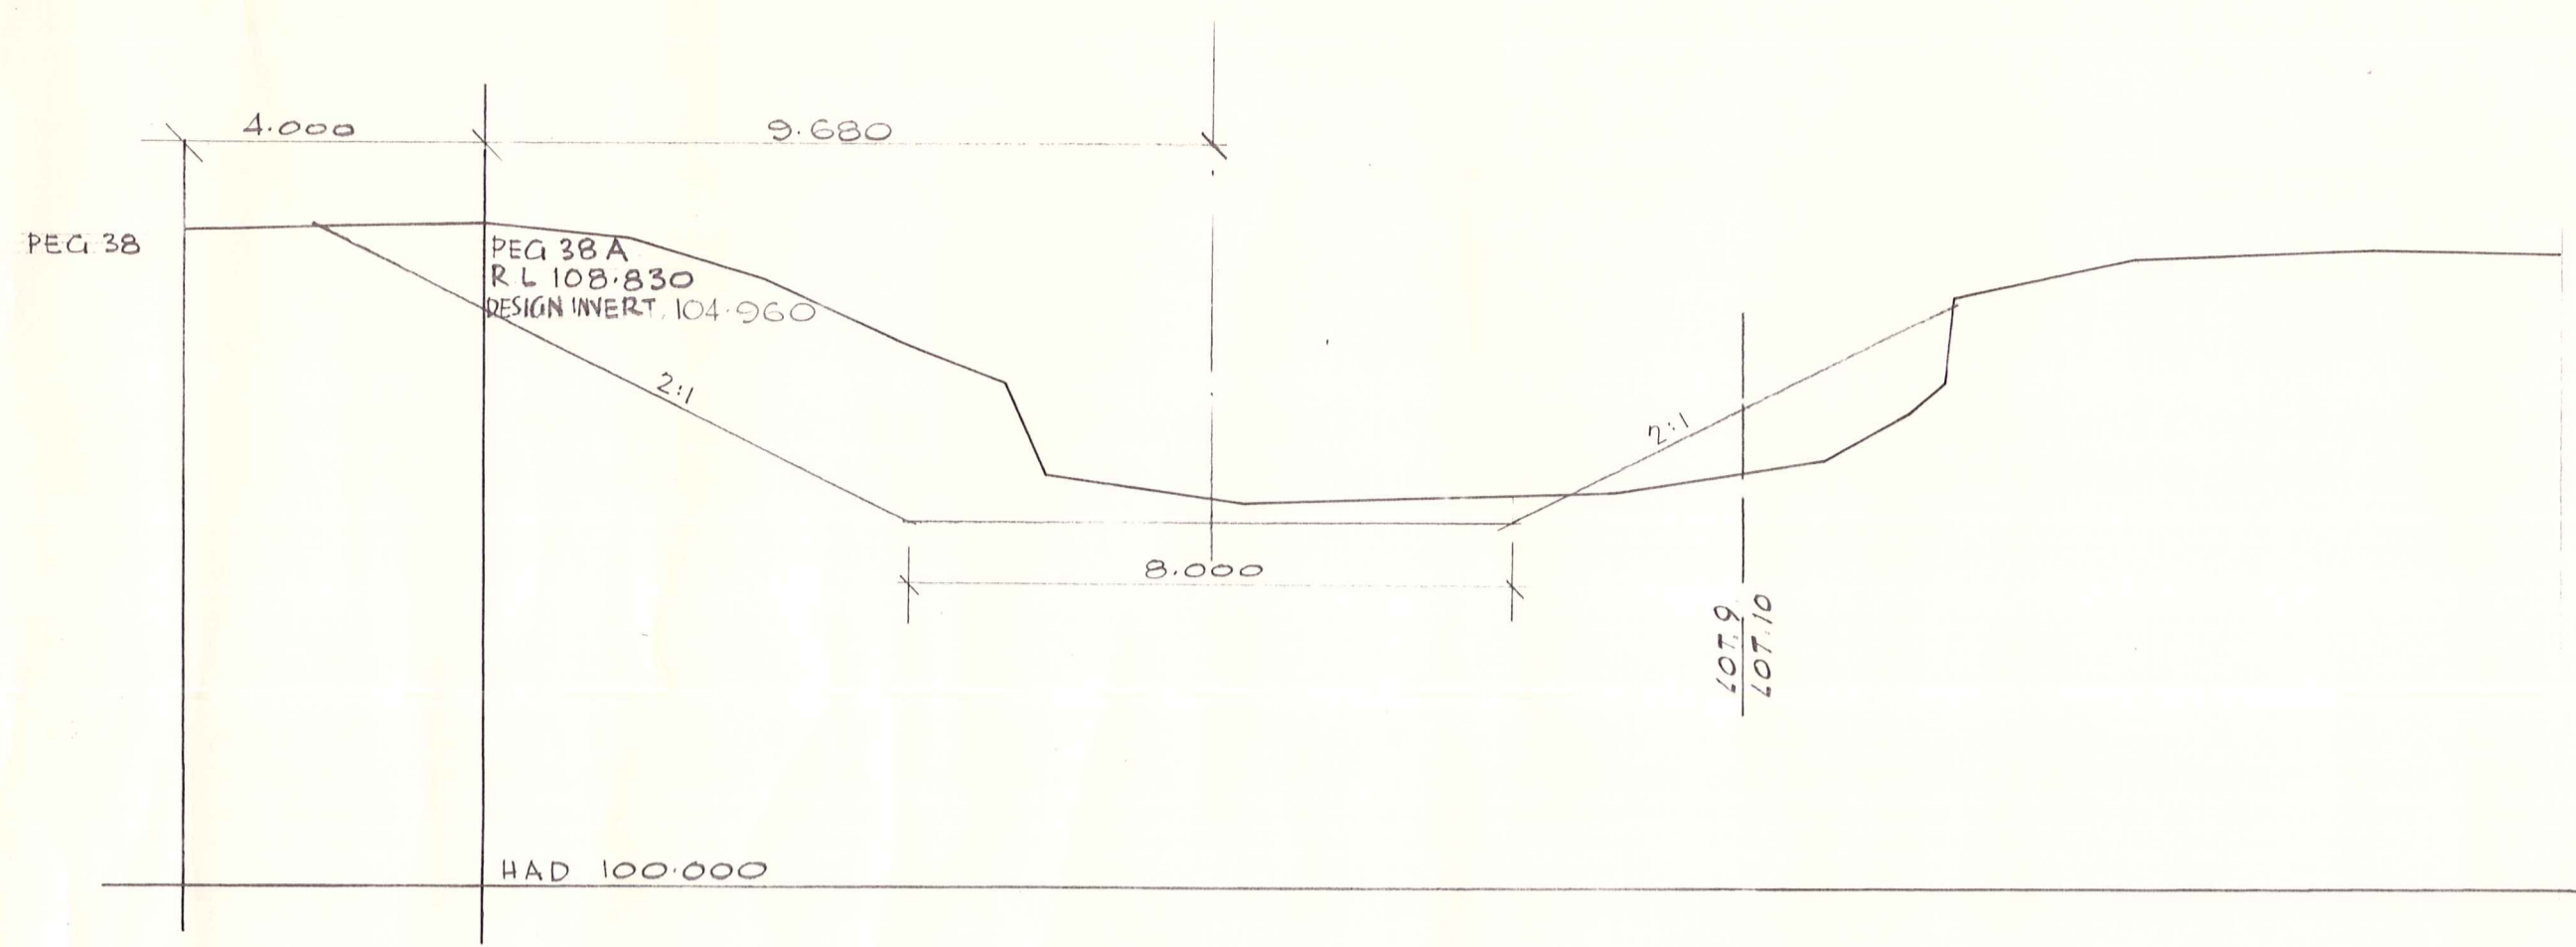 4.000
9.680
PEG 38
PEG 38 A
R.L 108.830
DESIGN INVERT. 104.960
2:1
2:1
8.000
LOT. 9
LOT. 10
HAD 100.000